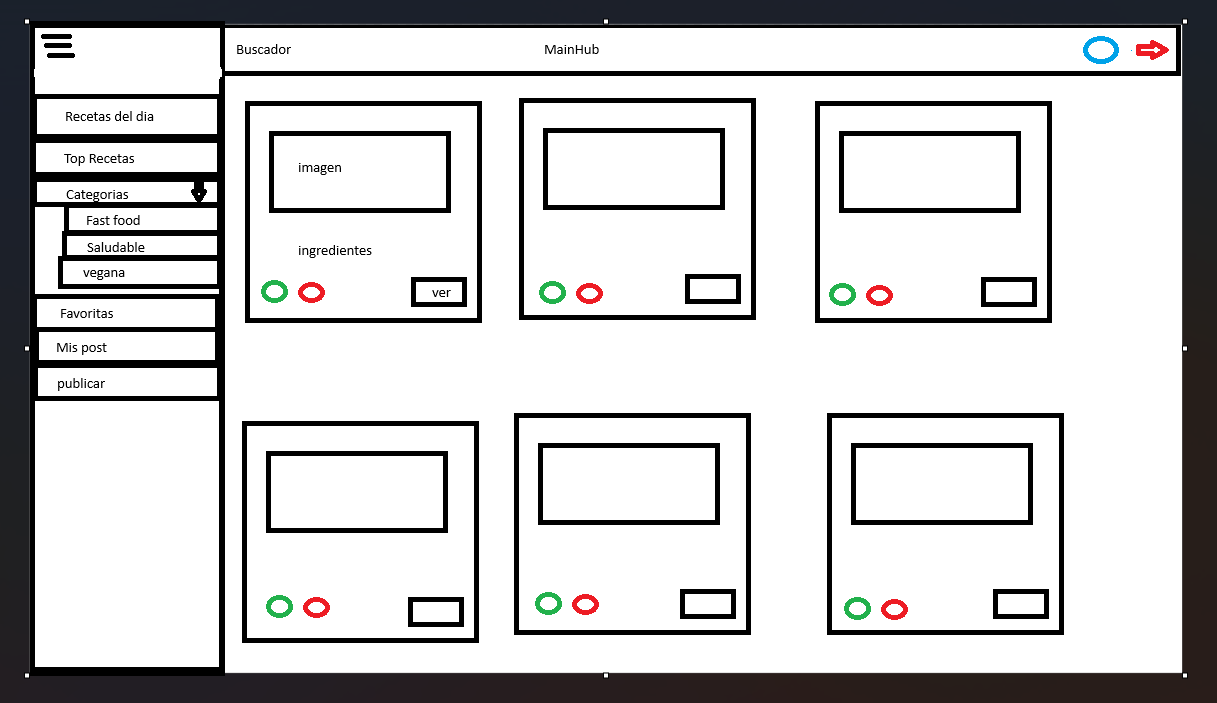 Buscador
MainHub
Recetas del dia
Top Recetas
Categorias
Fast food
Saludable
vegana
Favoritas
Mis post
publicar
imagen
ingredientes
ver